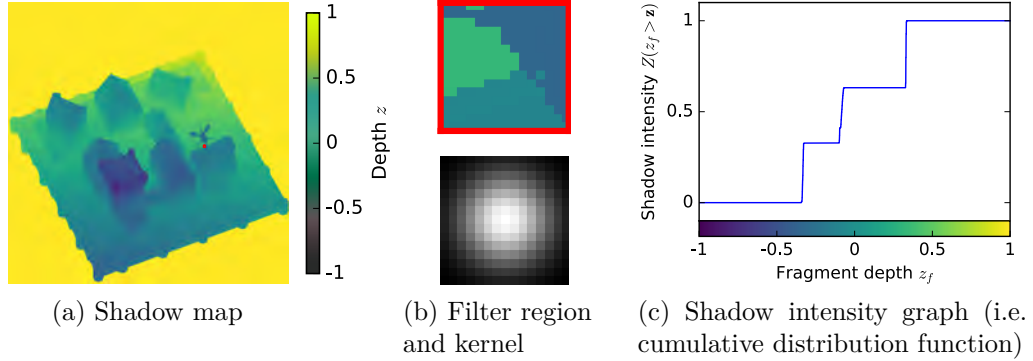 1
0.5
0
-0.5
-1
Depth z
Shadow intensity Z(z_f > z)
1
0.5
0
-1
-0.5
0
0.5
1
Fragment depth z_f
(a) Shadow map
(b) Filter region
and kernel
(c) Shadow intensity graph (i.e.
cumulative distribution function)